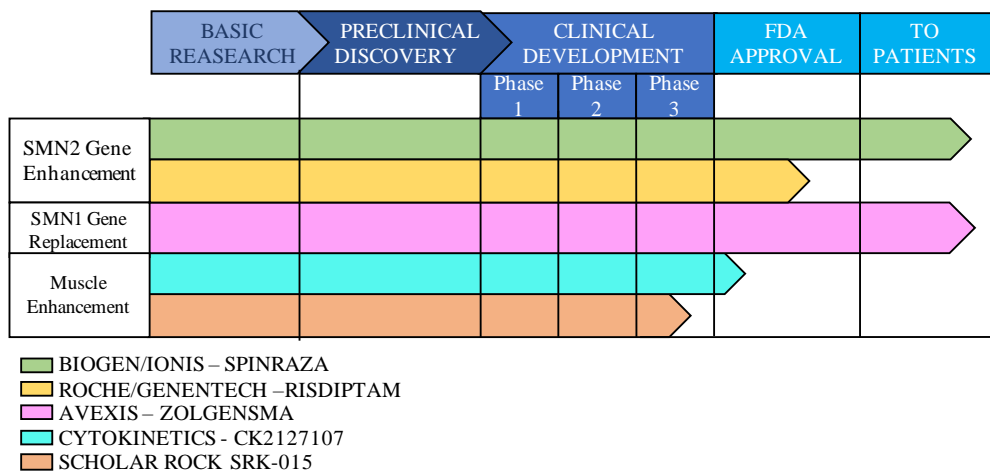 BASIC
REASEARCH
PRECLINICAL
DISCOVERY
CLINICAL
DEVELOPMENT
FDA
APPROVAL
TO
PATIENTS
Phase
1
Phase
2
Phase
3
SMN2 Gene
Enhancement
SMN1 Gene
Replacement
Muscle
Enhancement
BIOGEN/IONIS – SPINRAZA
ROCHE/GENENTECH –RISDIPTAM
AVEXIS – ZOLGENSMA
CYTOKINETICS - CK2127107
SCHOLAR ROCK SRK-015